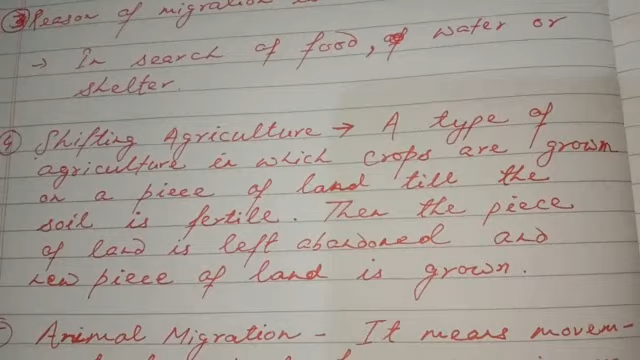 ③ Reason of migration
→ In search of food, of water or
shelter.
④ Shifting Agriculture → A type of
agriculture in which crops are grown
on a piece of land till the
soil is fertile. Then the piece
of land is left abandoned and
new piece of land is grown.
Animal Migration - It means movem-